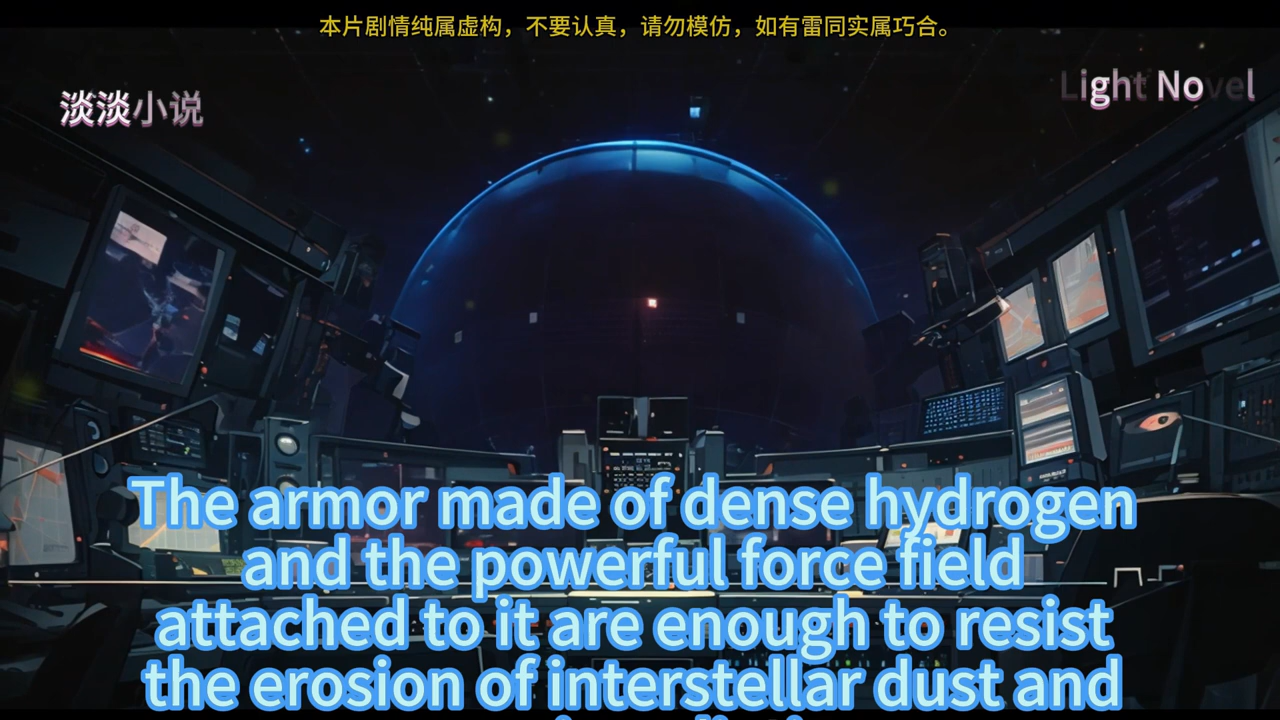 本片剧情纯属虚构，不要认真，请勿模仿，如有雷同实属巧合。
淡淡小说
Light Novel
The armor made of dense hydrogen
and the powerful force field
attached to it are enough to resist
the erosion of interstellar dust and